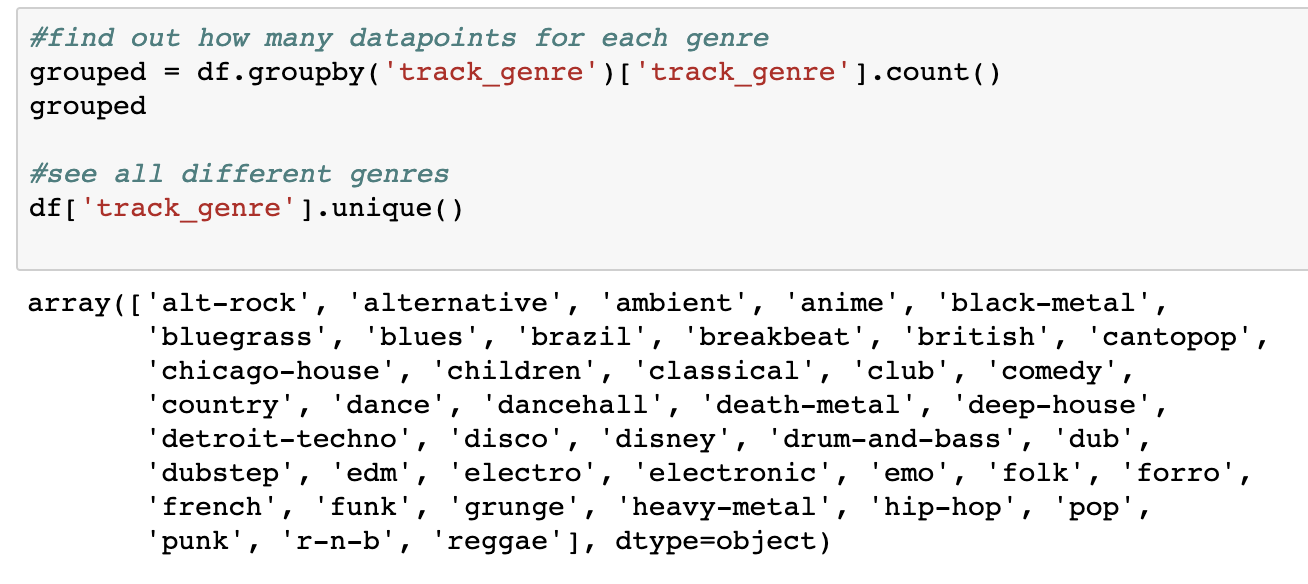 #find out how many datapoints for each genre
grouped = df.groupby('track_genre')['track_genre'].count()
grouped
#see all different genres
df['track_genre'].unique()
array(['alt-rock', 'alternative', 'ambient', 'anime', 'black-metal',
'bluegrass', 'blues', 'brazil', 'breakbeat', 'british', 'cantopop',
'chicago-house', 'children', 'classical', 'club', 'comedy',
'country', 'dance', 'dancehall', 'death-metal', 'deep-house',
'detroit-techno', 'disco', 'disney', 'drum-and-bass', 'dub',
'dubstep', 'edm', 'electro', 'electronic', 'emo', 'folk', 'forro',
'french', 'funk', 'grunge', 'heavy-metal', 'hip-hop', 'pop',
'punk', 'r-n-b', 'reggae'], dtype=object)